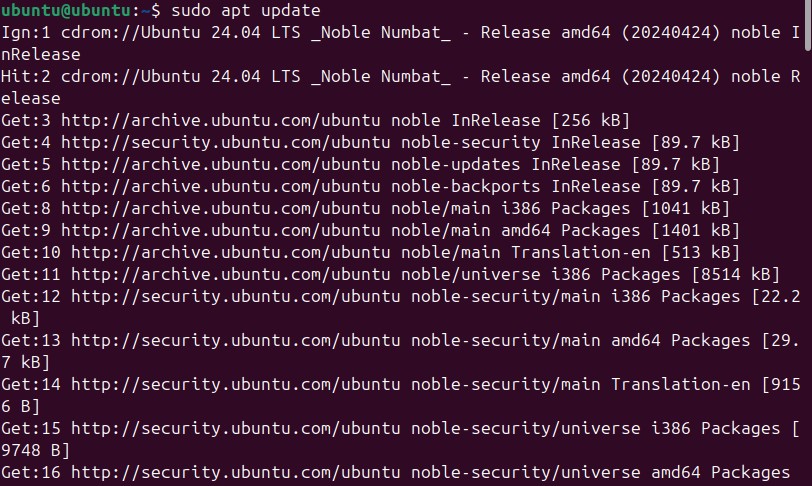 ubuntu@ubuntu:~$ sudo apt update
Ign:1 cdrom://Ubuntu 24.04 LTS _Noble Numbat_ - Release amd64 (20240424) noble I
nRelease
Hit:2 cdrom://Ubuntu 24.04 LTS _Noble Numbat_ - Release amd64 (20240424) noble R
elease
Get:3 http://archive.ubuntu.com/ubuntu noble InRelease [256 kB]
Get:4 http://security.ubuntu.com/ubuntu noble-security InRelease [89.7 kB]
Get:5 http://archive.ubuntu.com/ubuntu noble-updates InRelease [89.7 kB]
Get:6 http://archive.ubuntu.com/ubuntu noble-backports InRelease [89.7 kB]
Get:8 http://archive.ubuntu.com/ubuntu noble/main i386 Packages [1041 kB]
Get:9 http://archive.ubuntu.com/ubuntu noble/main amd64 Packages [1401 kB]
Get:10 http://archive.ubuntu.com/ubuntu noble/main Translation-en [513 kB]
Get:11 http://archive.ubuntu.com/ubuntu noble/universe i386 Packages [8514 kB]
Get:12 http://security.ubuntu.com/ubuntu noble-security/main i386 Packages [22.2
 kB]
Get:13 http://security.ubuntu.com/ubuntu noble-security/main amd64 Packages [29.
7 kB]
Get:14 http://security.ubuntu.com/ubuntu noble-security/main Translation-en [915
6 B]
Get:15 http://security.ubuntu.com/ubuntu noble-security/universe i386 Packages [
9748 B]
Get:16 http://security.ubuntu.com/ubuntu noble-security/universe amd64 Packages